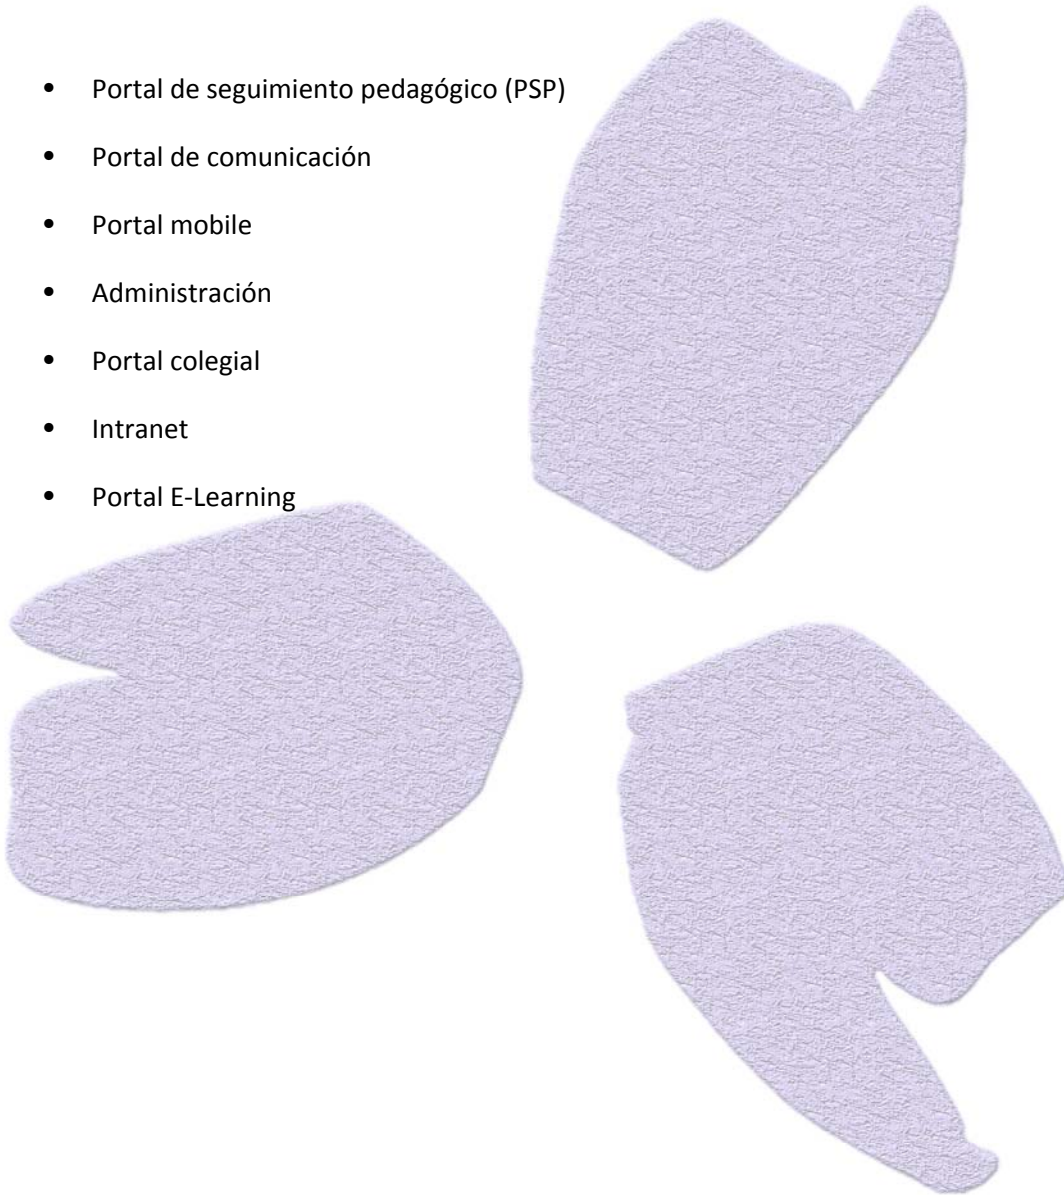 • Portal de seguimiento pedagógico (PSP)
• Portal de comunicación
• Portal mobile
• Administración
• Portal colegial
• Intranet
• Portal E-Learning